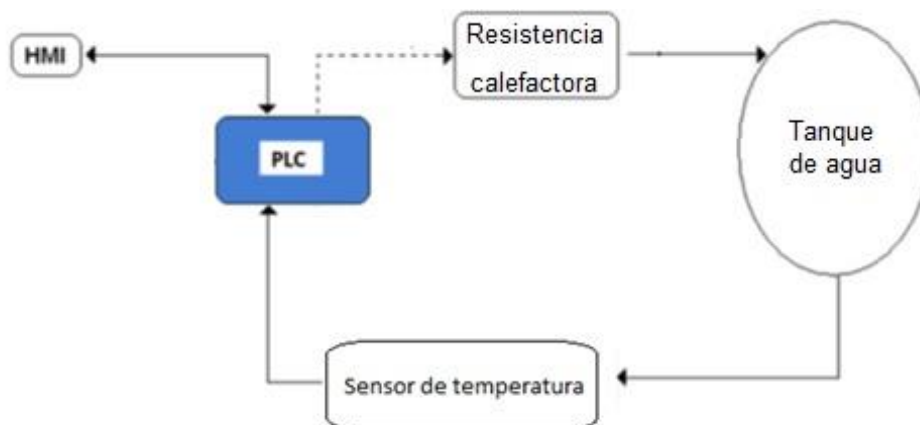 HMI
Resistencia
calefactora
PLC
Tanque
de agua
Sensor de temperatura